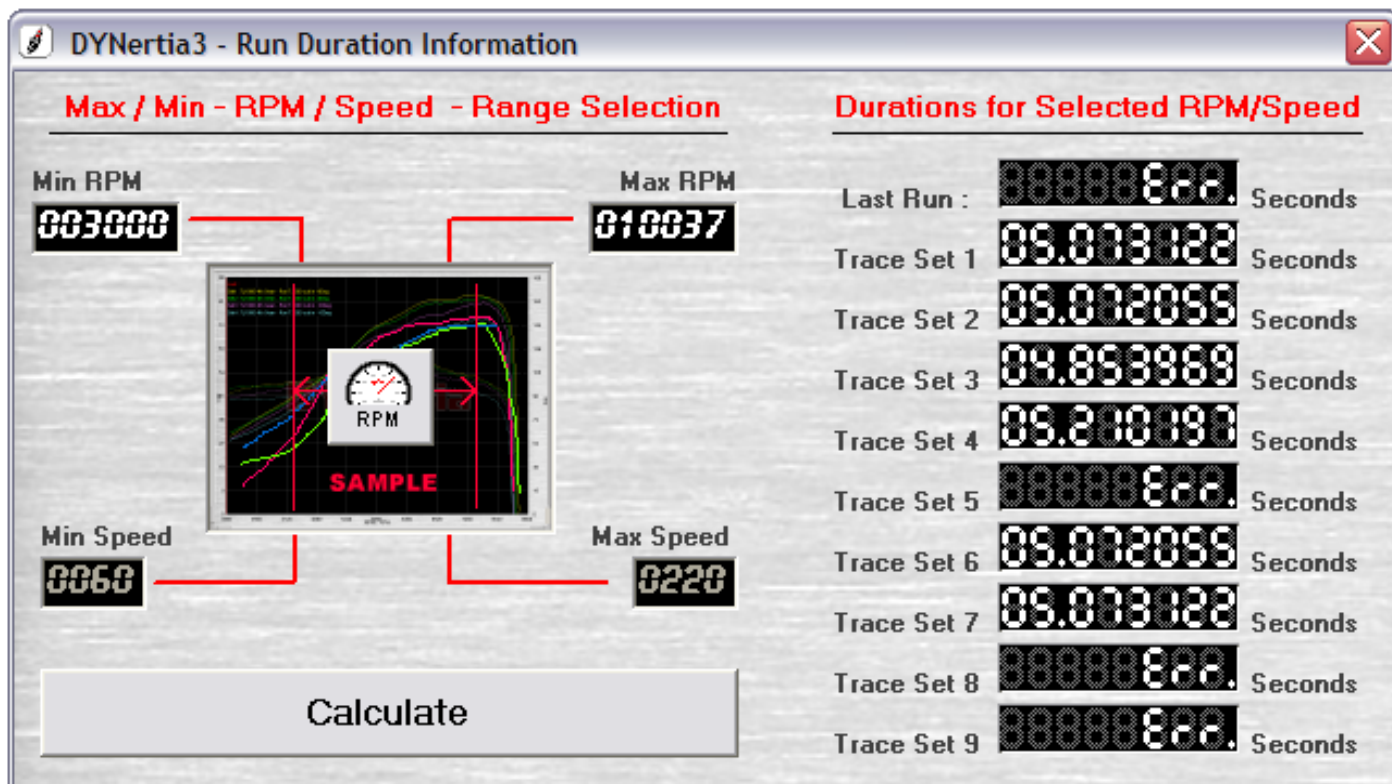 DYNertia3 - Run Duration Information
Max / Min - RPM / Speed - Range Selection
Min RPM
003000
Max RPM
010037
RPM
SAMPLE
Min Speed
0060
Max Speed
0220
Calculate
Durations for Selected RPM/Speed
Last Run : Err. Seconds
Trace Set 1 05.073122 Seconds
Trace Set 2 05.072055 Seconds
Trace Set 3 04.853968 Seconds
Trace Set 4 05.210197 Seconds
Trace Set 5 Err. Seconds
Trace Set 6 05.072055 Seconds
Trace Set 7 05.073122 Seconds
Trace Set 8 Err. Seconds
Trace Set 9 Err. Seconds